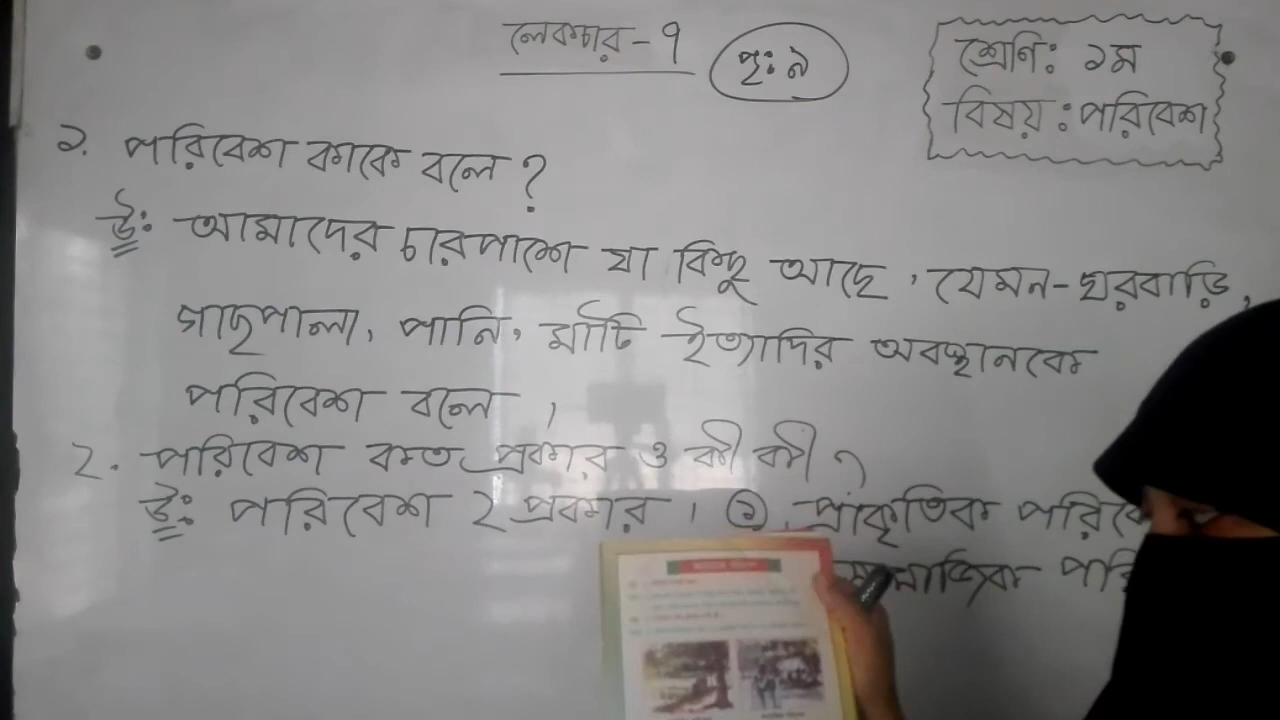 লেকচার - ৭
পৃ: ৯
শ্রেণি: ১ম
বিষয়: পরিবেশ
১. পরিবেশ কাকে বলে ?
উ: আমাদের চারপাশে যা কিছু আছে, যেমন- ঘরবাড়ি,
গাছপালা, পানি, মাটি ইত্যাদির অবস্থানকে
পরিবেশ বলে ।
২. পরিবেশ কত প্রকার ও কী কী ?
উ: পরিবেশ ২ প্রকার । ১. প্রাকৃতিক
সামাজিক